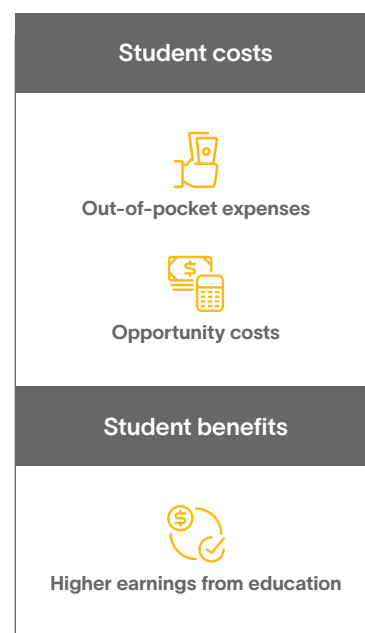 Student costs
Out-of-pocket expenses
Opportunity costs
Student benefits
Higher earnings from education